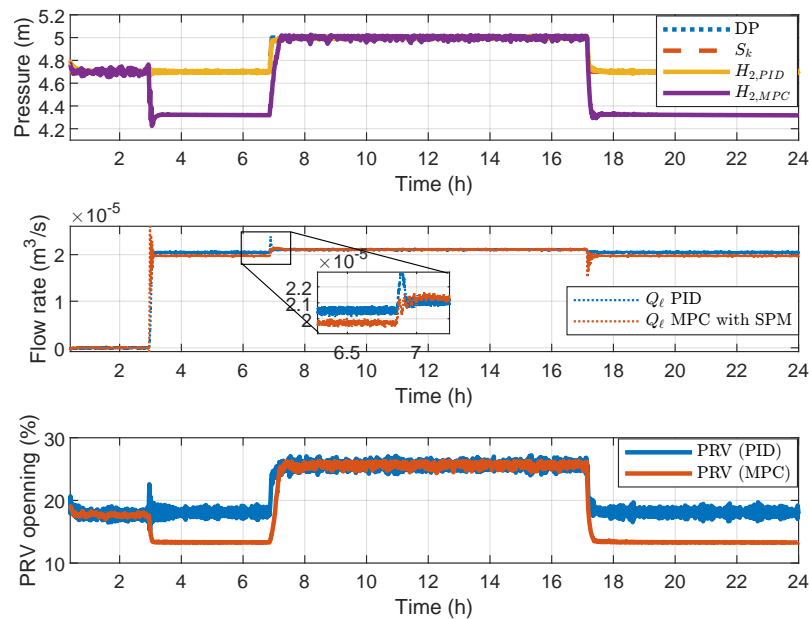 5.2
5
4.8
4.6
4.4
4.2
Pressure (m)
DP
S_k
H_{2,PID}
H_{2,MPC}
2 4 6 8 10 12 14 16 18 20 22 24
Time (h)
×10^{-5}
2
1
0
Flow rate (m^3/s)
×10^{-5}
2.2
2.1
2
6.5 7
Q_ℓ PID
Q_ℓ MPC with SPM
2 4 6 8 10 12 14 16 18 20 22 24
Time (h)
30
20
10
PRV openning (%)
PRV (PID)
PRV (MPC)
2 4 6 8 10 12 14 16 18 20 22 24
Time (h)